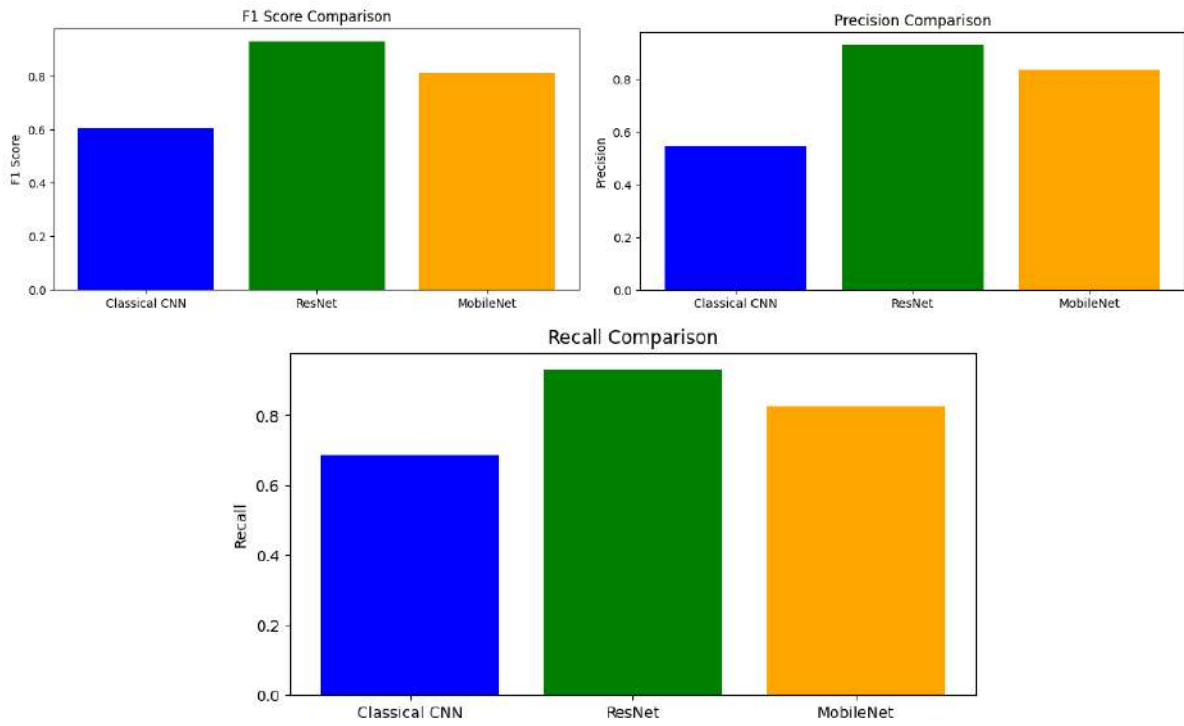 F1 Score Comparison
F1 Score
0.8
0.6
0.4
0.2
0.0
Classical CNN ResNet MobileNet
Precision Comparison
Precision
0.8
0.6
0.4
0.2
0.0
Classical CNN ResNet MobileNet
Recall Comparison
Recall
0.8
0.6
0.4
0.2
0.0
Classical CNN ResNet MobileNet